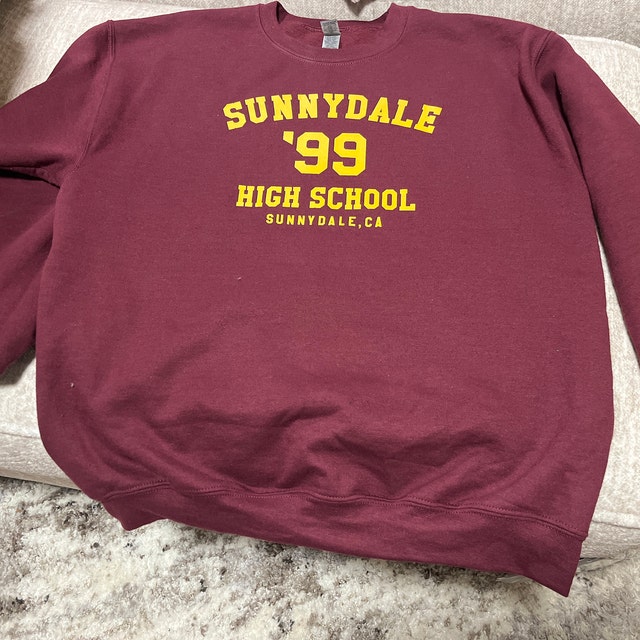 SUNNYDALE
'99
HIGH SCHOOL
SUNNYDALE, CA